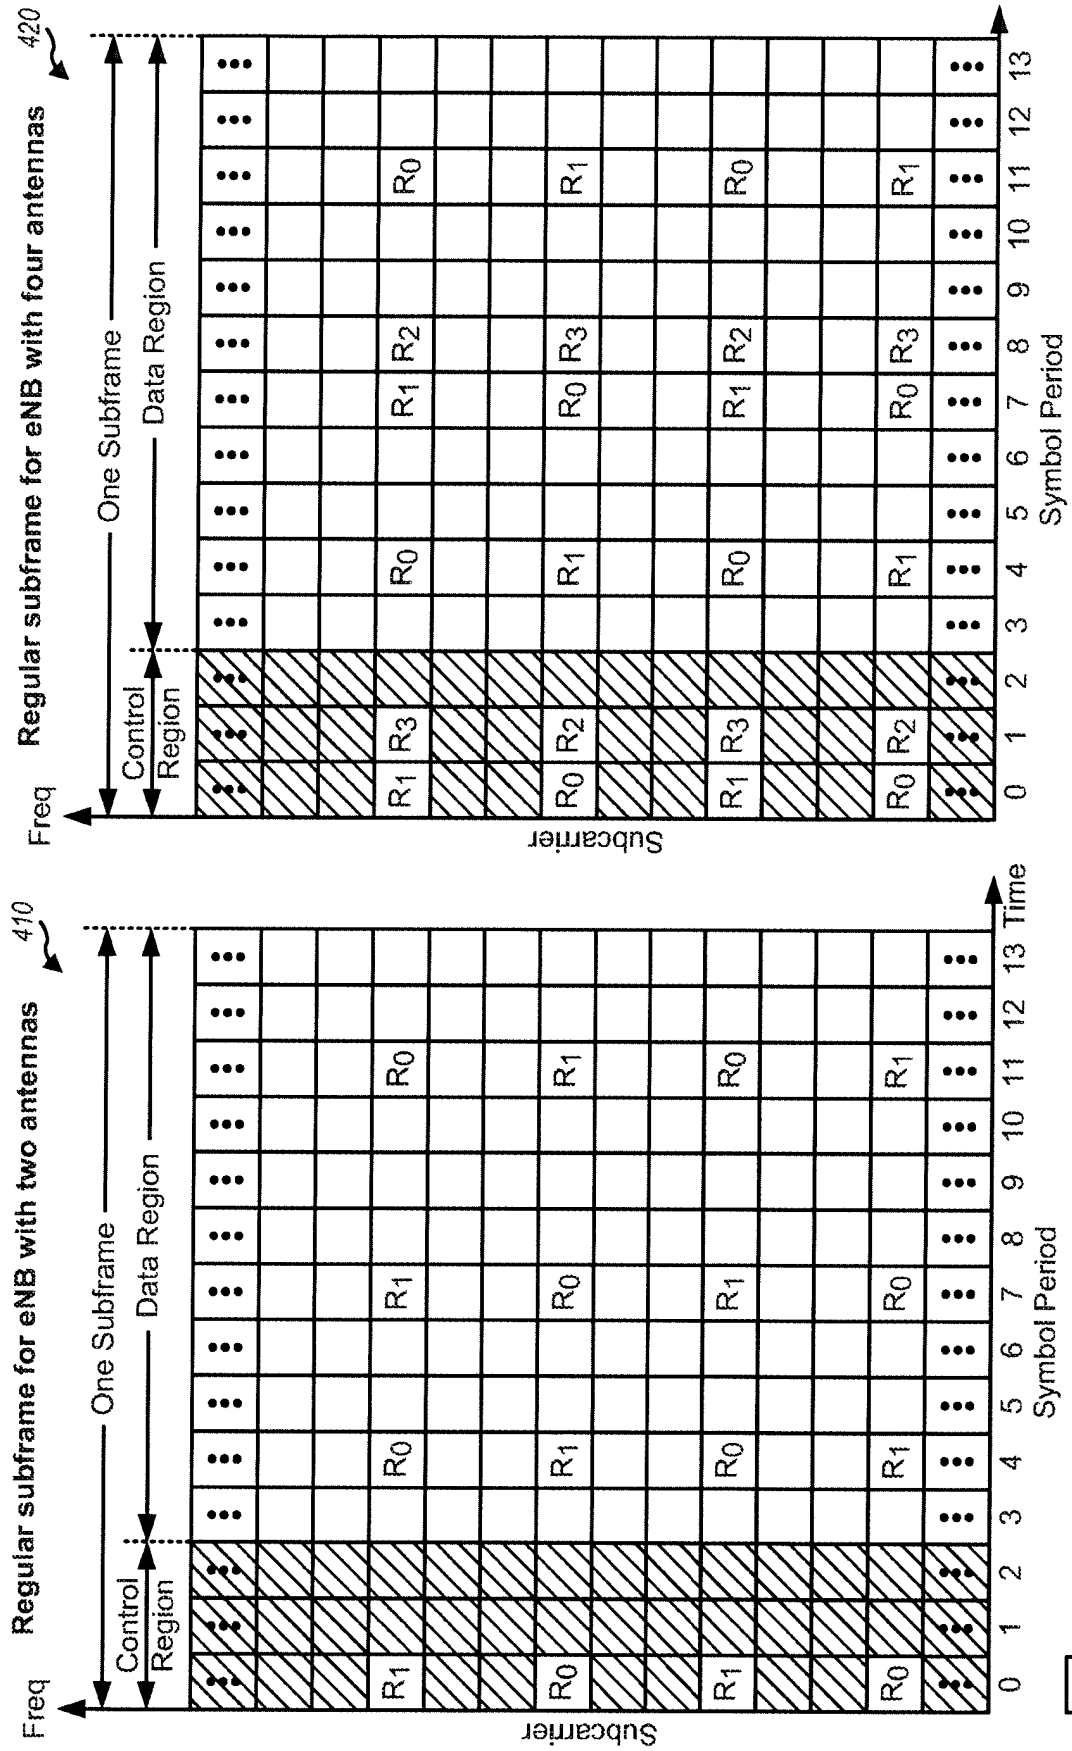 Regular subframe for eNB with two antennas
410
Freq
One Subframe
Control
Region
Data Region
••• ••• ••• ••• ••• ••• ••• ••• ••• ••• ••• ••• ••• •••
R1 R0 R1 R0
R0 R1 R0 R1
R1 R0 R1 R0
R0 R1 R0 R1
••• ••• ••• ••• ••• ••• ••• ••• ••• ••• ••• ••• ••• •••
0 1 2 3 4 5 6 7 8 9 10 11 12 13
Time
Symbol Period
Subcarrier
Regular subframe for eNB with four antennas
420
Freq
One Subframe
Control
Region
Data Region
••• ••• ••• ••• ••• ••• ••• ••• ••• ••• ••• ••• ••• •••
R1 R3 R0 R1 R2 R0
R0 R2 R1 R0 R3 R1
R1 R3 R0 R1 R2 R0
R0 R2 R1 R0 R3 R1
••• ••• ••• ••• ••• ••• ••• ••• ••• ••• ••• ••• ••• •••
0 1 2 3 4 5 6 7 8 9 10 11 12 13
Symbol Period
Subcarrier